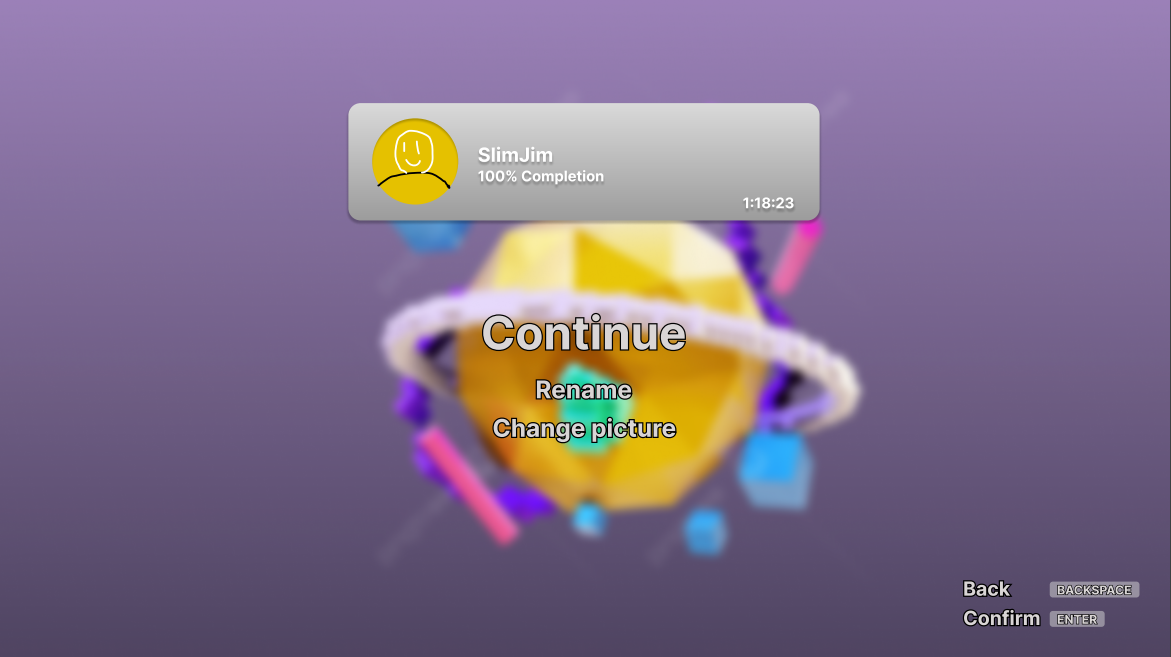 SlimJim
100% Completion
1:18:23
Continue
Rename
Change picture
Back BACKSPACE
Confirm ENTER